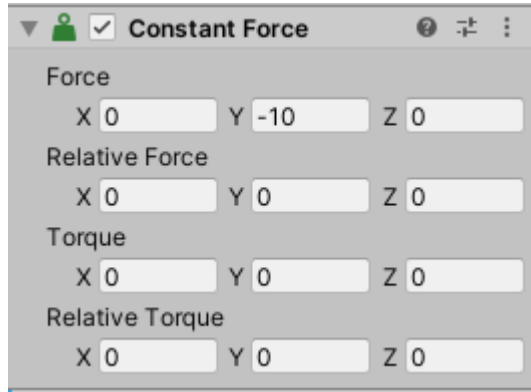 Constant Force
Force
X 0 Y -10 Z 0
Relative Force
X 0 Y 0 Z 0
Torque
X 0 Y 0 Z 0
Relative Torque
X 0 Y 0 Z 0